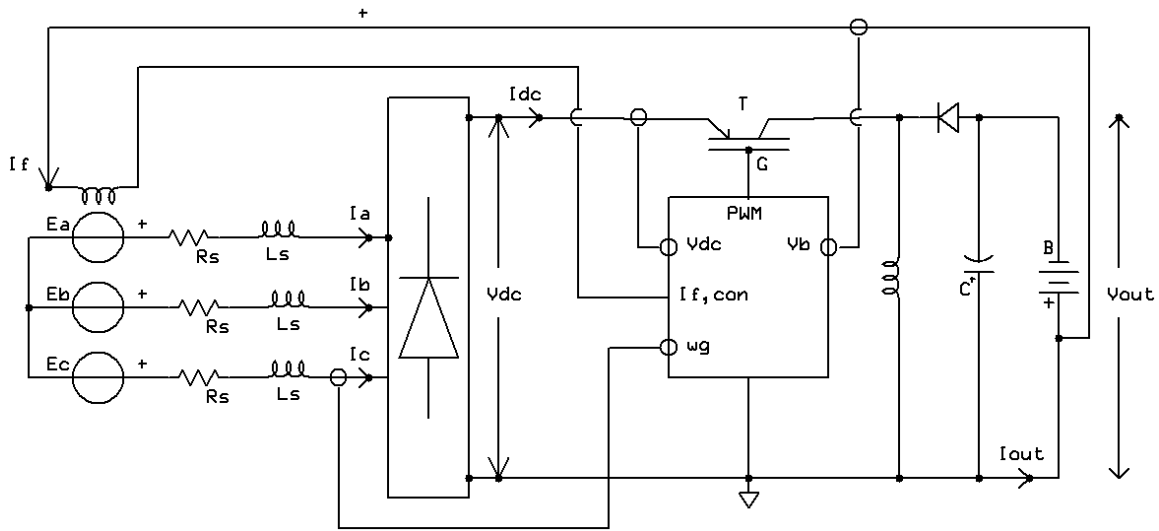 +
Idc
T
If
G
Ea
+
Ia
PWM
Rs
Ls
Vdc
Vb
B
Eb
+
Ib
Vdc
If,con
C
+
+
Vout
Rs
Ls
Ec
+
Ic
wg
Rs
Ls
Iout